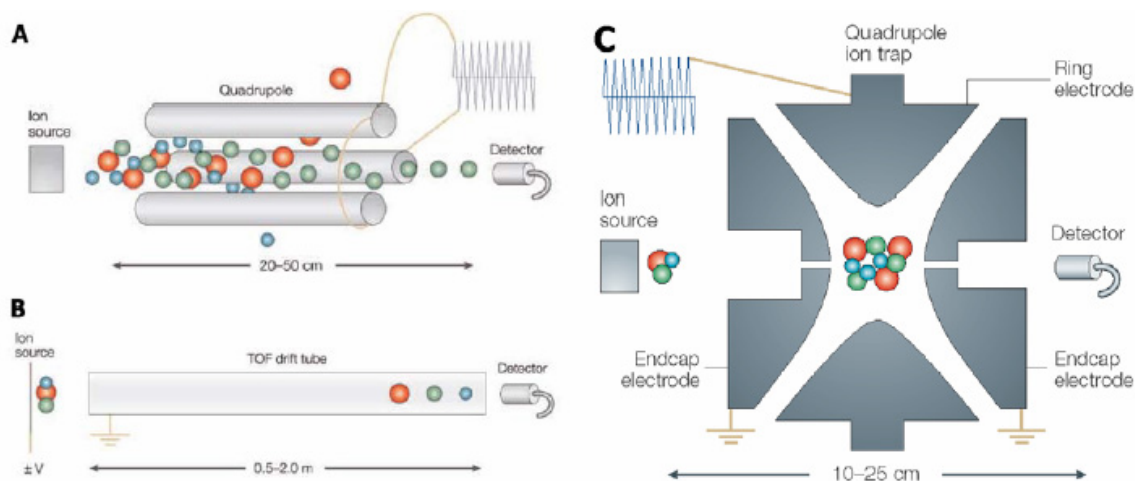 A
Quadrupole
Ion
source
Detector
20–50 cm
B
Ion
source
TOF drift tube
Detector
± V
0.5–2.0 m
C
Quadrupole
ion trap
Ring
electrode
Ion
source
Detector
Endcap
electrode
Endcap
electrode
10–25 cm